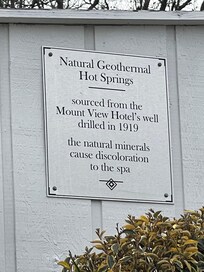 Natural Geothermal
Hot Springs
sourced from the
Mount View Hotel's well
drilled in 1919
the natural minerals
cause discoloration
to the spa